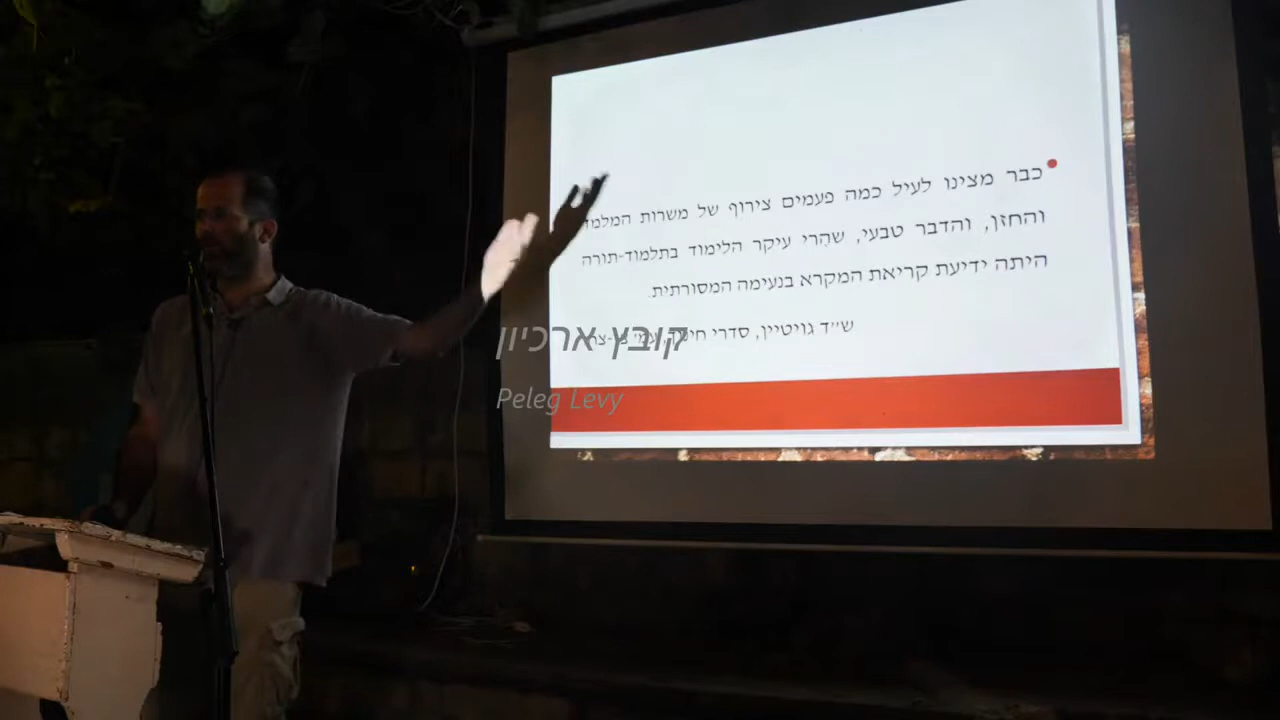 כבר מצינו לעיל כמה פעמים צירוף של משרות המלמד
והחזן, והדבר טבעי, שהרי עיקר הלימוד בתלמוד-תורה
היתה ידיעת קריאת המקרא בנעימה המסורתית.
ש״ד גויטיין, סדרי חינוך,
קובץ ארכיון
Peleg Levy